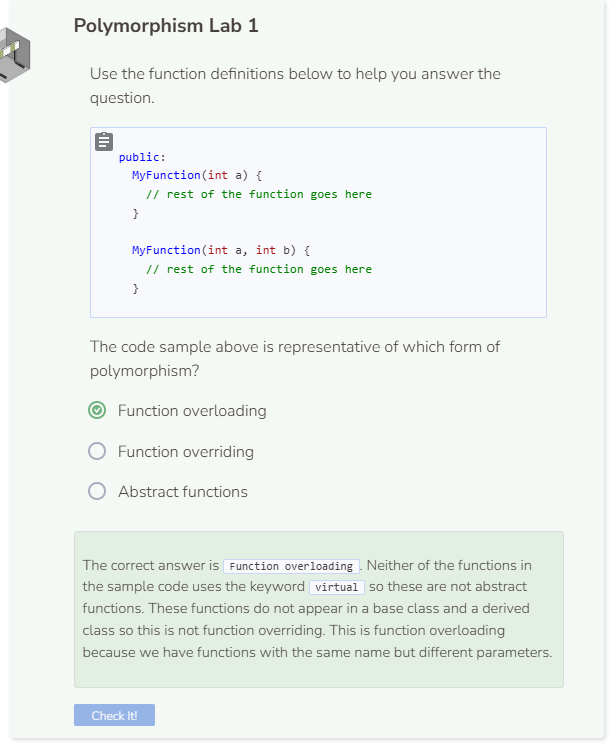 Polymorphism Lab 1
Use the function definitions below to help you answer the
question.
public:
MyFunction(int a) {
// rest of the function goes here
}
MyFunction(int a, int b) {
// rest of the function goes here
}
The code sample above is representative of which form of
polymorphism?
Function overloading
Function overriding
Abstract functions
The correct answer is Function overloading. Neither of the functions in
the sample code uses the keyword virtual so these are not abstract
functions. These functions do not appear in a base class and a derived
class so this is not function overriding. This is function overloading
because we have functions with the same name but different parameters.
Check It!